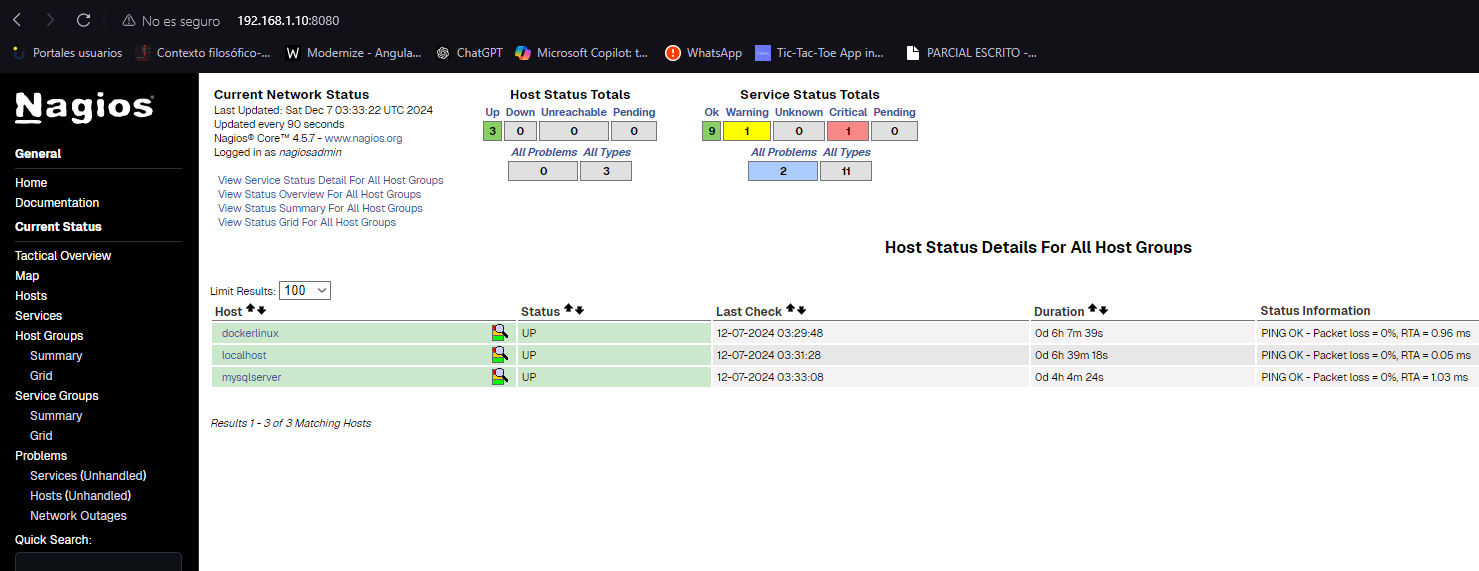 No es seguro 192.168.1.10:8080
Portales usuarios Contexto filosófico-... Modernize - Angula... ChatGPT Microsoft Copilot: t... WhatsApp Tic-Tac-Toe App in... PARCIAL ESCRITO -...
Nagios®
General
Home
Documentation
Current Status
Tactical Overview
Map
Hosts
Services
Host Groups
Summary
Grid
Service Groups
Summary
Grid
Problems
Services (Unhandled)
Hosts (Unhandled)
Network Outages
Quick Search:
Current Network Status
Last Updated: Sat Dec 7 03:33:22 UTC 2024
Updated every 90 seconds
Nagios® Core™ 4.5.7 - www.nagios.org
Logged in as nagiosadmin
View Service Status Detail For All Host Groups
View Status Overview For All Host Groups
View Status Summary For All Host Groups
View Status Grid For All Host Groups
Host Status Totals
Up Down Unreachable Pending
3 0 0 0
All Problems All Types
0 3
Service Status Totals
Ok Warning Unknown Critical Pending
9 1 0 1 0
All Problems All Types
2 11
Host Status Details For All Host Groups
Limit Results: 100
Host Status Last Check Duration Status Information
dockerlinux UP 12-07-2024 03:29:48 0d 6h 7m 39s PING OK - Packet loss = 0%, RTA = 0.96 ms
localhost UP 12-07-2024 03:31:28 0d 6h 39m 18s PING OK - Packet loss = 0%, RTA = 0.05 ms
mysqlserver UP 12-07-2024 03:33:08 0d 4h 4m 24s PING OK - Packet loss = 0%, RTA = 1.03 ms
Results 1 - 3 of 3 Matching Hosts